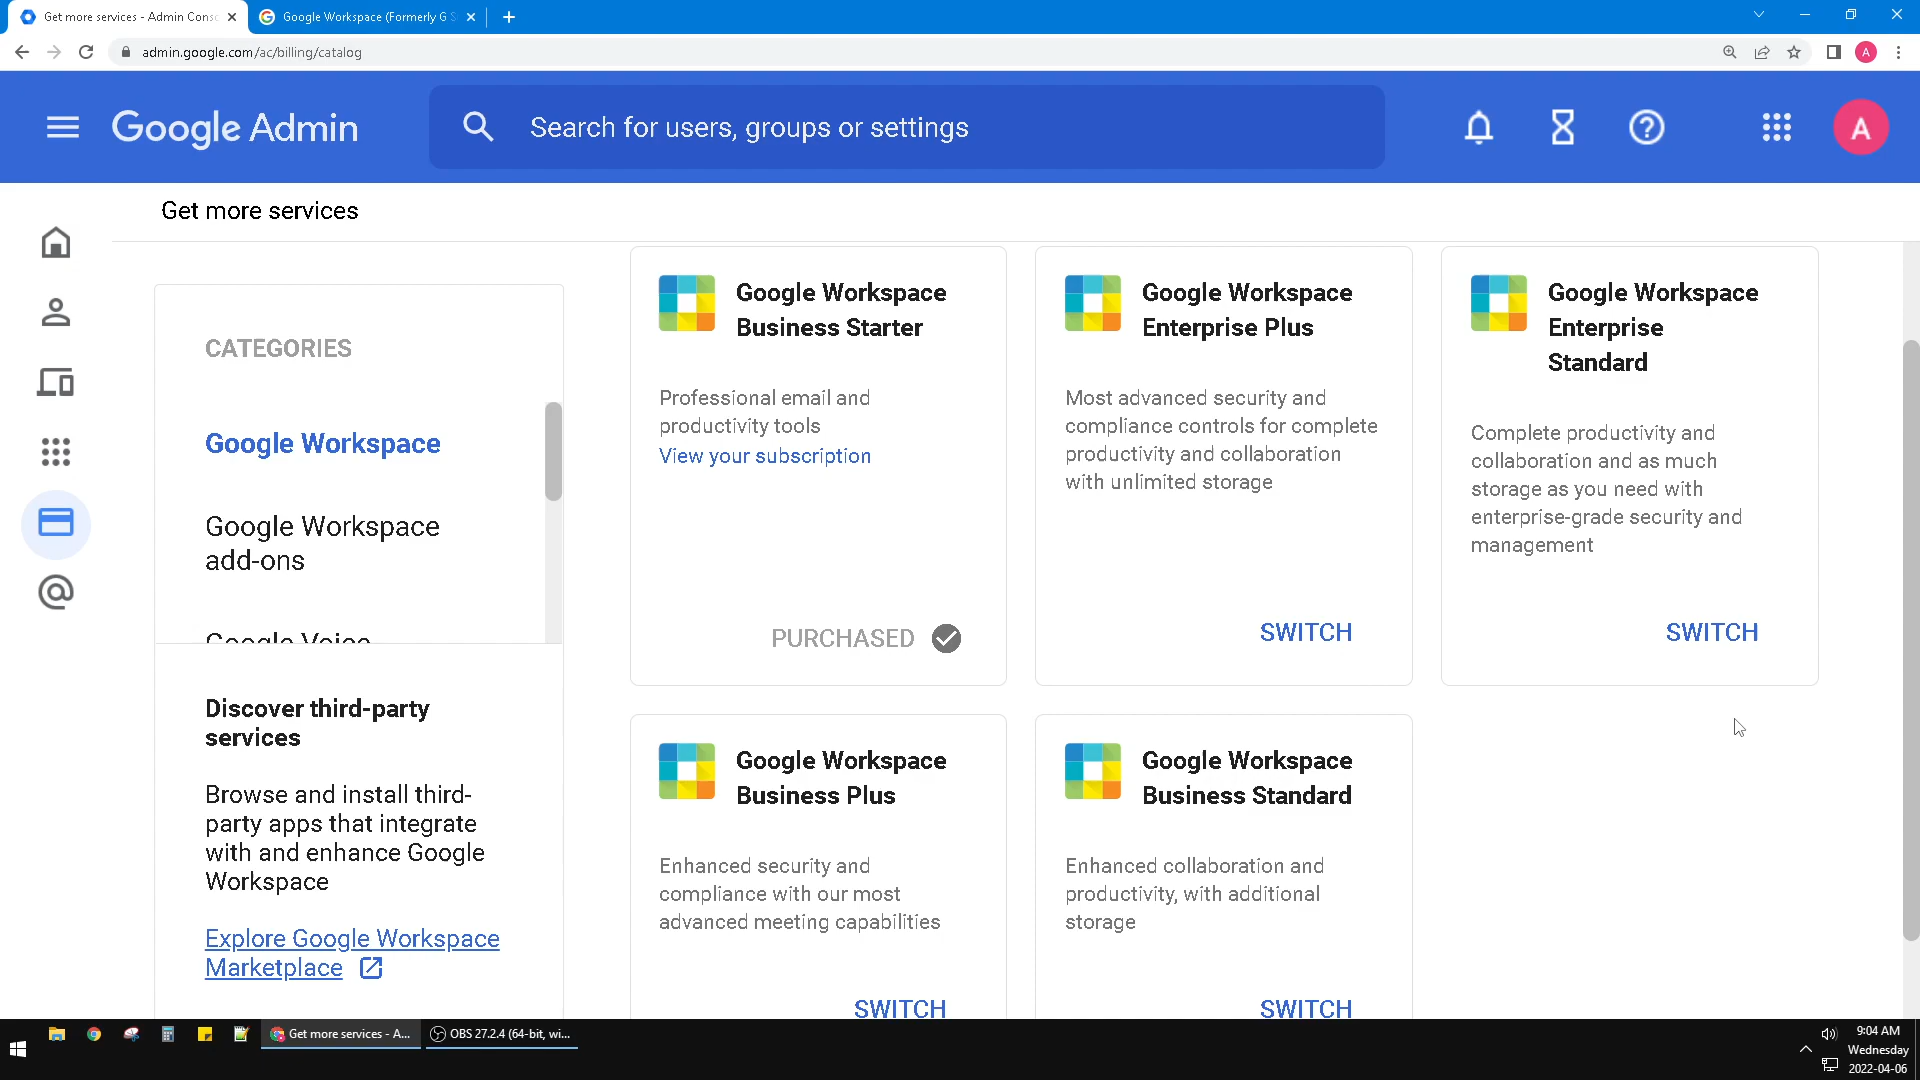 Get more services - Admin Conso
Google Workspace (Formerly G S
admin.google.com/ac/billing/catalog
A
Google Admin
Search for users, groups or settings
A
Get more services
CATEGORIES
Google Workspace
Google Workspace
add-ons
Google Voice
Discover third-party
services
Browse and install third-
party apps that integrate
with and enhance Google
Workspace
Explore Google Workspace
Marketplace
Google Workspace
Business Starter
Professional email and
productivity tools
View your subscription
PURCHASED
Google Workspace
Enterprise Plus
Most advanced security and
compliance controls for complete
productivity and collaboration
with unlimited storage
SWITCH
Google Workspace
Enterprise
Standard
Complete productivity and
collaboration and as much
storage as you need with
enterprise-grade security and
management
SWITCH
Google Workspace
Business Plus
Enhanced security and
compliance with our most
advanced meeting capabilities
SWITCH
Google Workspace
Business Standard
Enhanced collaboration and
productivity, with additional
storage
SWITCH
Get more services - A...
OBS 27.2.4 (64-bit, wi...
9:04 AM
Wednesday
2022-04-06